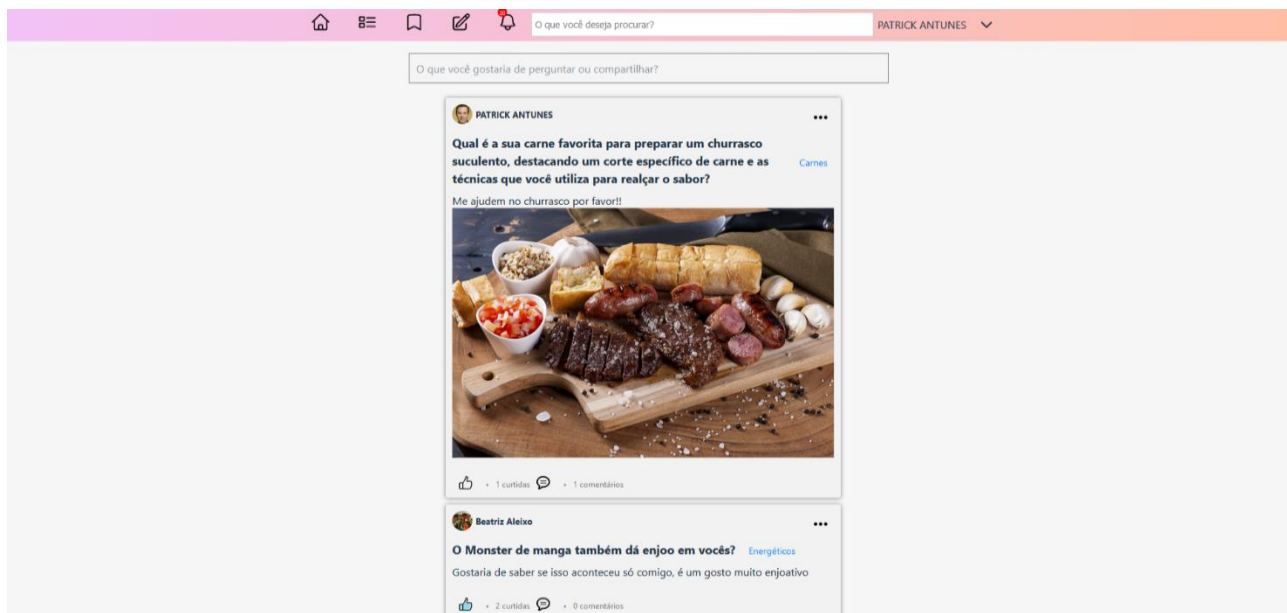 O que você deseja procurar?
PATRICK ANTUNES
O que você gostaria de perguntar ou compartilhar?
PATRICK ANTUNES
Qual é a sua carne favorita para preparar um churrasco
suculento, destacando um corte específico de carne e as
técnicas que você utiliza para realçar o sabor?
Carnes
Me ajudem no churrasco por favor!!
• 1 curtidas
• 1 comentários
Beatriz Aleixo
O Monster de manga também dá enjoo em vocês?
Energéticos
Gostaria de saber se isso aconteceu só comigo, é um gosto muito enjoativo
• 2 curtidas
• 0 comentários